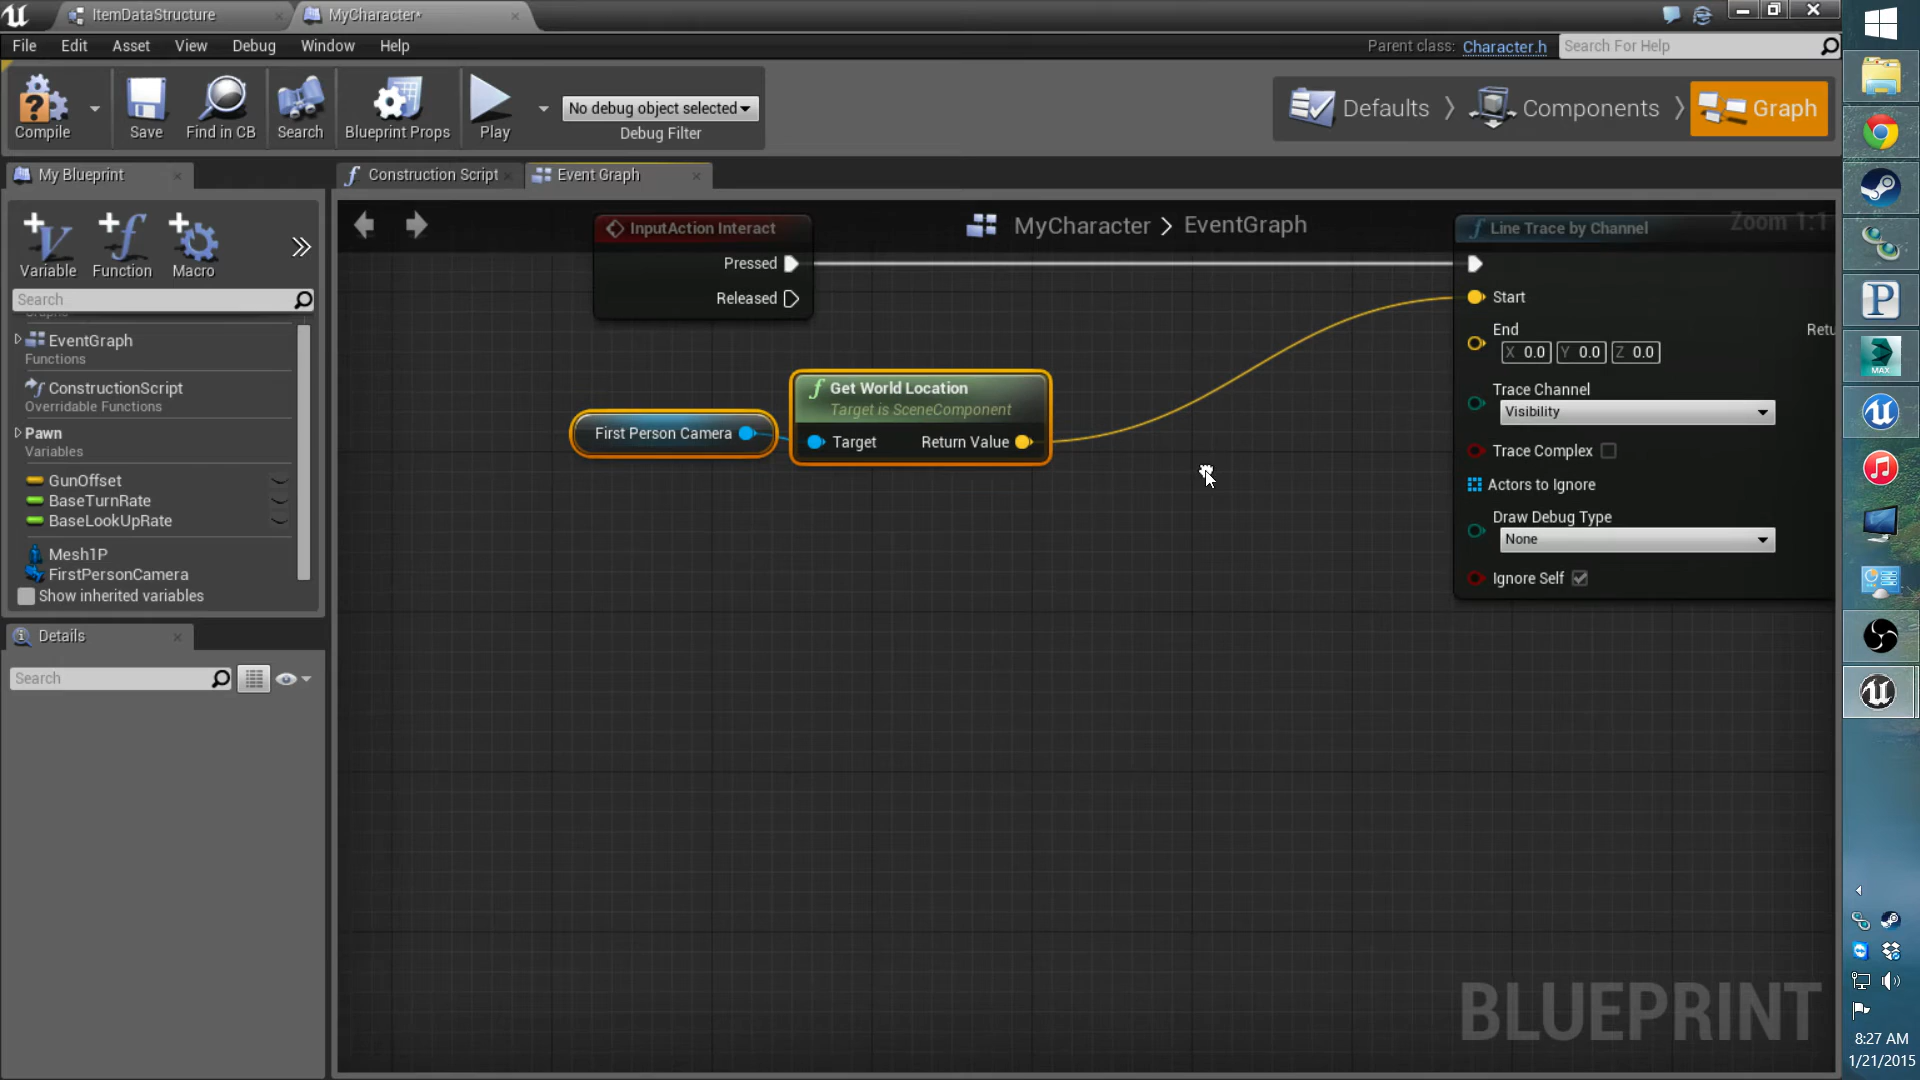 ItemDataStructure
MyCharacter*
File Edit Asset View Debug Window Help
Parent class: Character.h
Search For Help
Compile
Save
Find in CB
Search
Blueprint Props
Play
No debug object selected
Debug Filter
Defaults
Components
Graph
My Blueprint
Construction Script
Event Graph
Variable
Function
Macro
Search
EventGraph
Functions
ConstructionScript
Overridable Functions
Pawn
Variables
GunOffset
BaseTurnRate
BaseLookUpRate
Mesh1P
FirstPersonCamera
Show inherited variables
Details
Search
MyCharacter > EventGraph
Zoom 1:1
InputAction Interact
Pressed
Released
First Person Camera
Get World Location
Target is SceneComponent
Target
Return Value
Line Trace by Channel
Start
End
X 0.0 Y 0.0 Z 0.0
Trace Channel
Visibility
Trace Complex
Actors to Ignore
Draw Debug Type
None
Ignore Self
BLUEPRINT
MAX
8:27 AM
1/21/2015